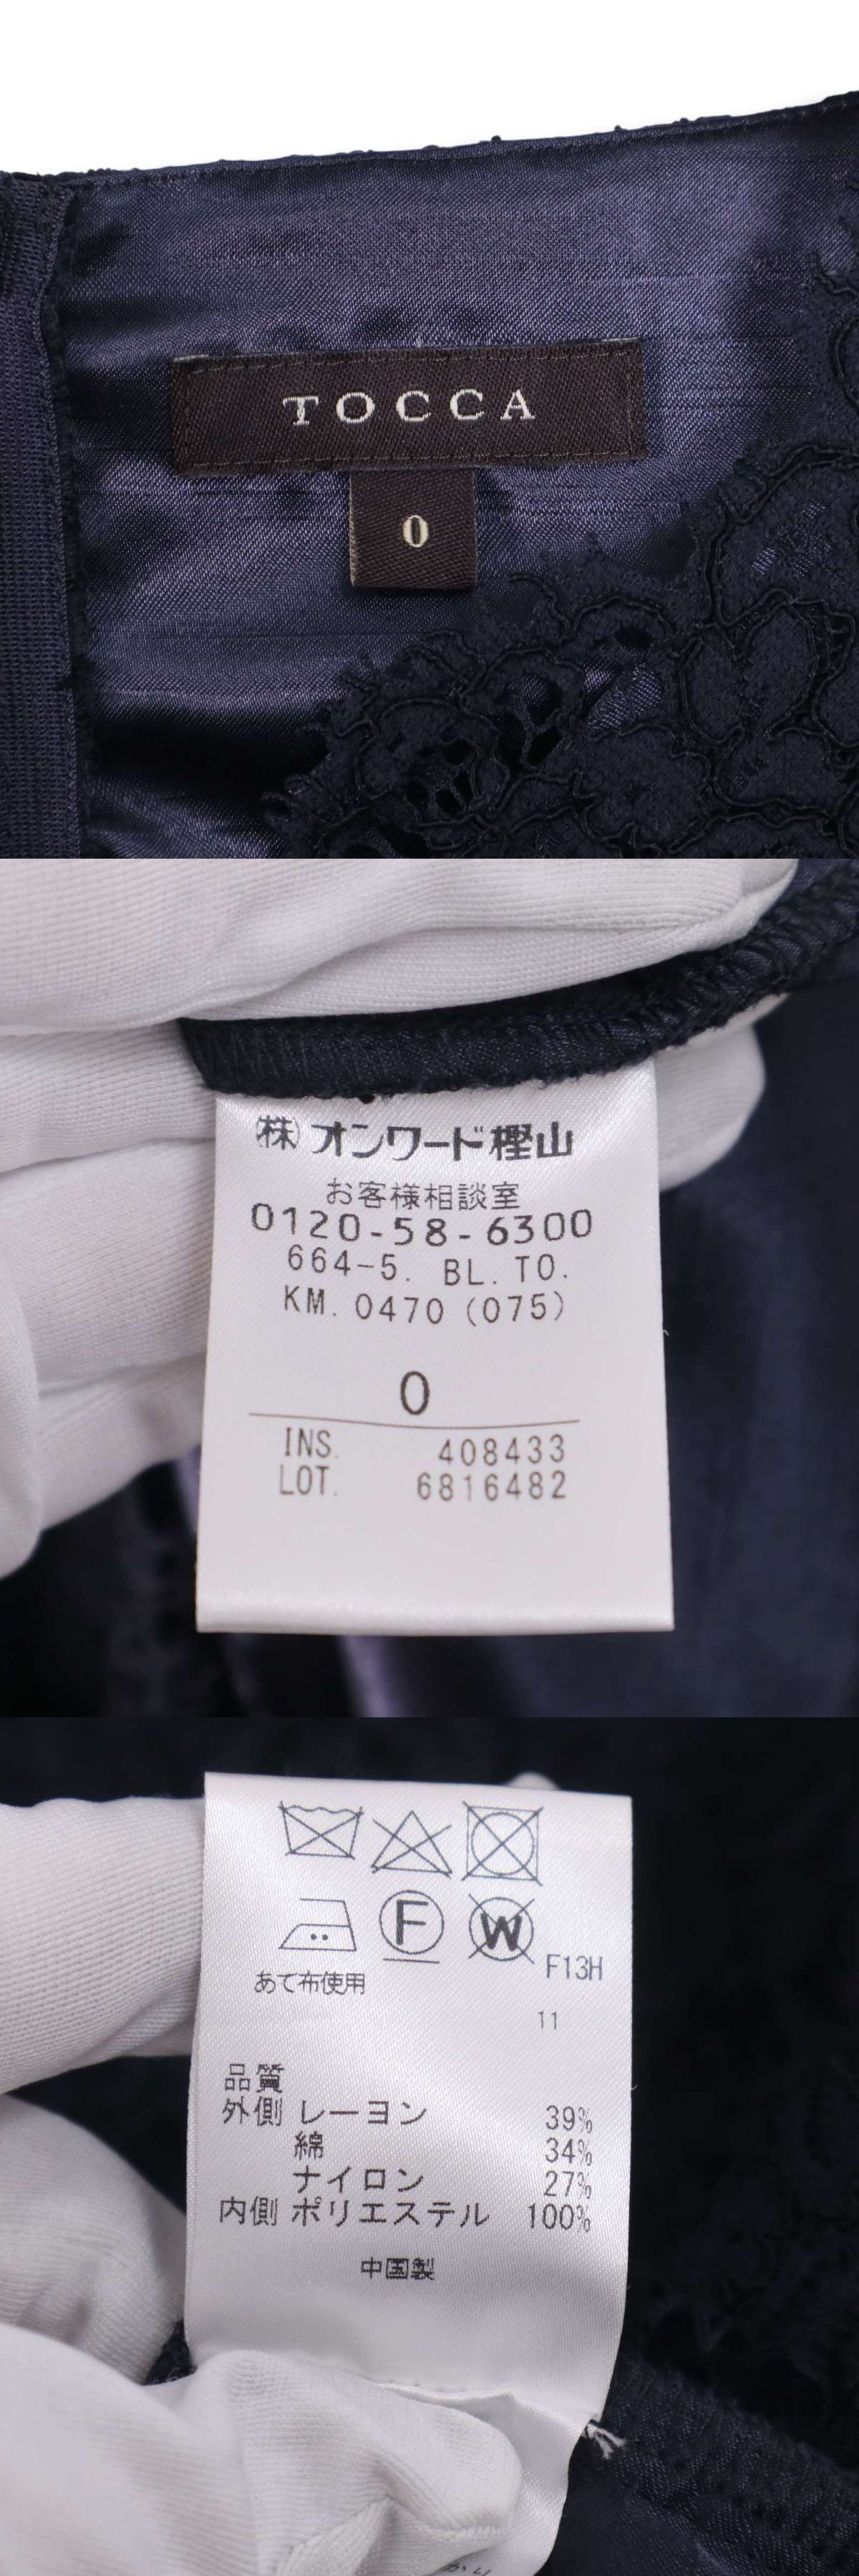 TOCCA
0
(株)オンワード樫山
お客様相談室
0120-58-6300
664-5. BL. TO.
KM. 0470 (075)
0
INS. 408433
LOT. 6816482
F W F13H
あて布使用
11
品質
外側 レーヨン 39%
綿 34%
ナイロン 27%
内側 ポリエステル 100%
中国製